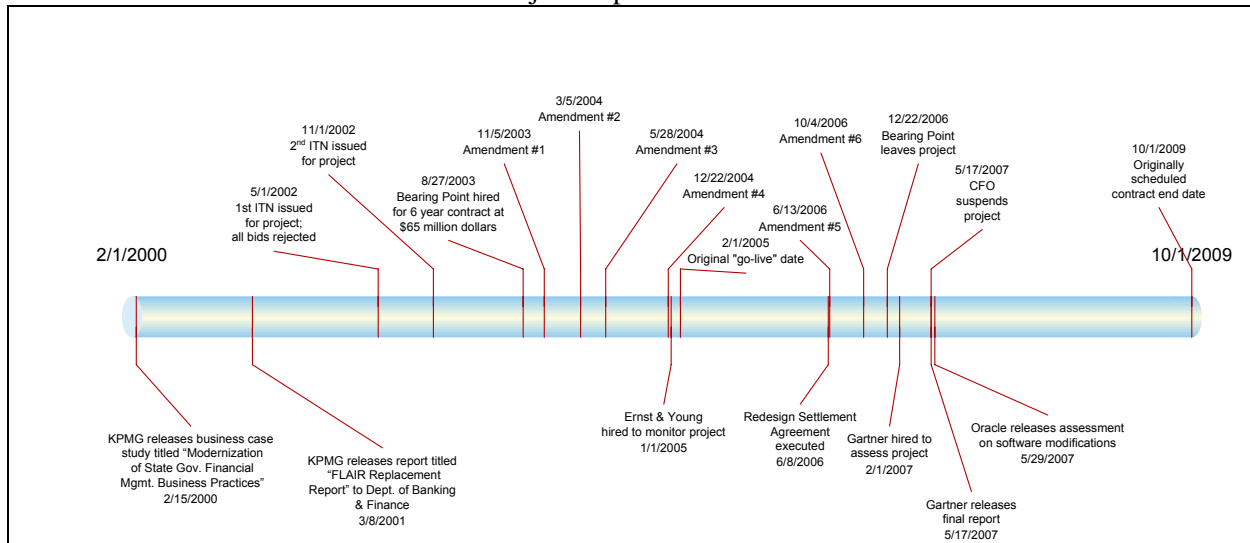 3/5/2004
Amendment #2
11/1/2002
2nd ITN issued
for project
11/5/2003
Amendment #1
5/28/2004
Amendment #3
10/4/2006
Amendment #6
12/22/2006
Bearing Point
leaves project
10/1/2009
Originally
scheduled
contract end date
5/17/2007
CFO
suspends
project
8/27/2003
Bearing Point hired
for 6 year contract at
$65 million dollars
12/22/2004
Amendment #4
5/1/2002
1st ITN issued
for project;
all bids rejected
6/13/2006
Amendment #5
2/1/2005
Original "go-live" date
2/1/2000
10/1/2009
KPMG releases business case
study titled “Modernization
of State Gov. Financial
Mgmt. Business Practices”
2/15/2000
KPMG releases report titled
“FLAIR Replacement
Report” to Dept. of Banking
& Finance
3/8/2001
Ernst & Young
hired to monitor project
1/1/2005
Redesign Settlement
Agreement
executed
6/8/2006
Gartner hired to
assess project
2/1/2007
Oracle releases assessment
on software modifications
5/29/2007
Gartner releases
final report
5/17/2007